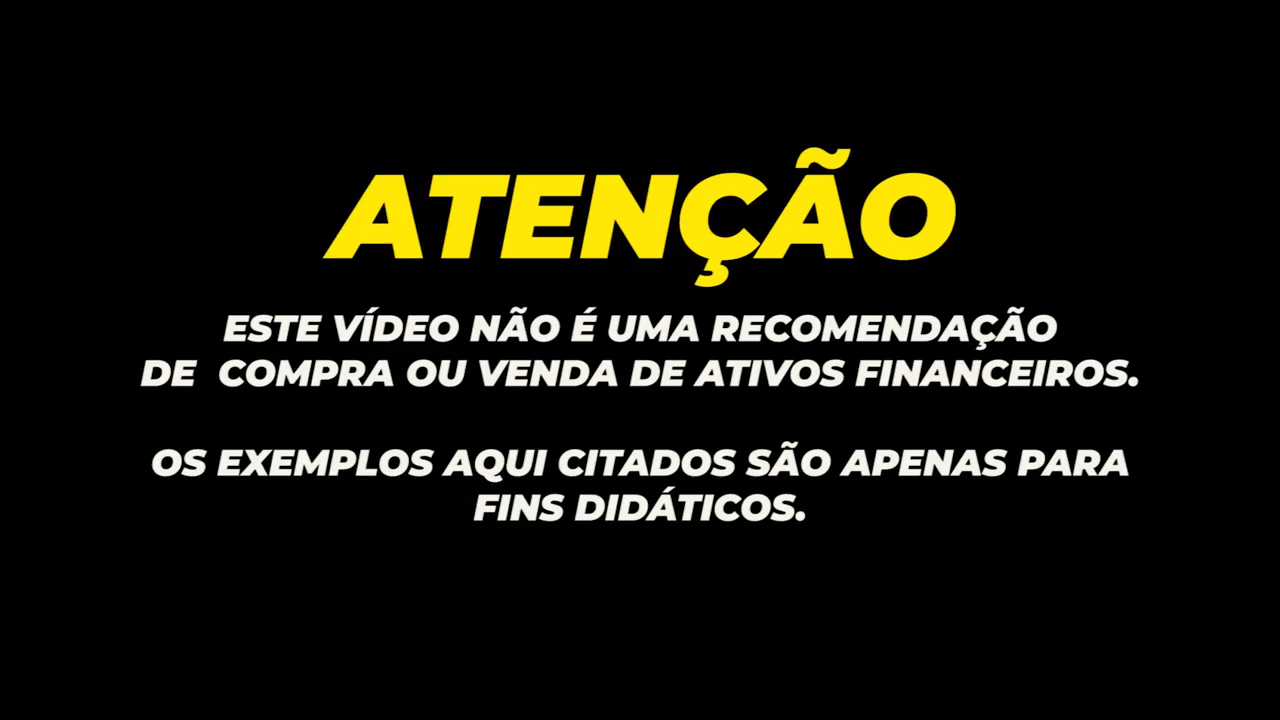 ATENÇÃO
ESTE VÍDEO NÃO É UMA RECOMENDAÇÃO
DE  COMPRA OU VENDA DE ATIVOS FINANCEIROS.
OS EXEMPLOS AQUI CITADOS SÃO APENAS PARA
FINS DIDÁTICOS.